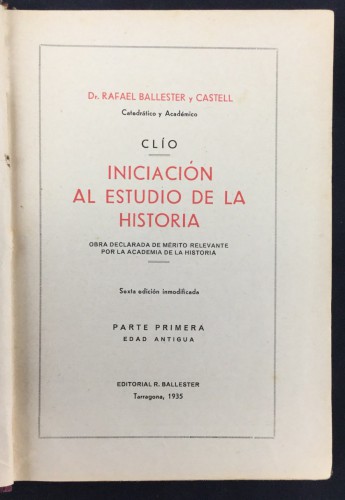 Dr. RAFAEL BALLESTER y CASTELL
Catedrático y Académico
CLÍO
INICIACIÓN
AL ESTUDIO DE LA
HISTORIA
OBRA DECLARADA DE MÉRITO RELEVANTE
POR LA ACADEMIA DE LA HISTORIA
Sexta edición inmodificada
PARTE PRIMERA
EDAD ANTIGUA
EDITORIAL R. BALLESTER
Tarragona, 1935